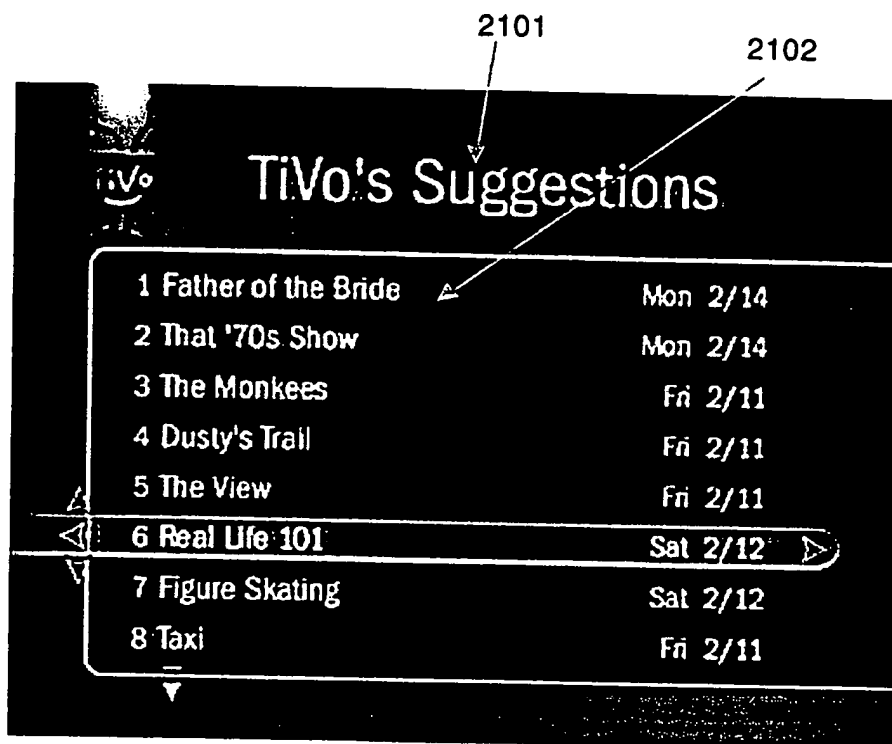 2101
2102
TiVo
TiVo's Suggestions
1 Father of the Bride Mon 2/14
2 That '70s Show Mon 2/14
3 The Monkees Fri 2/11
4 Dusty's Trail Fri 2/11
5 The View Fri 2/11
6 Real Life 101 Sat 2/12
7 Figure Skating Sat 2/12
8 Taxi Fri 2/11